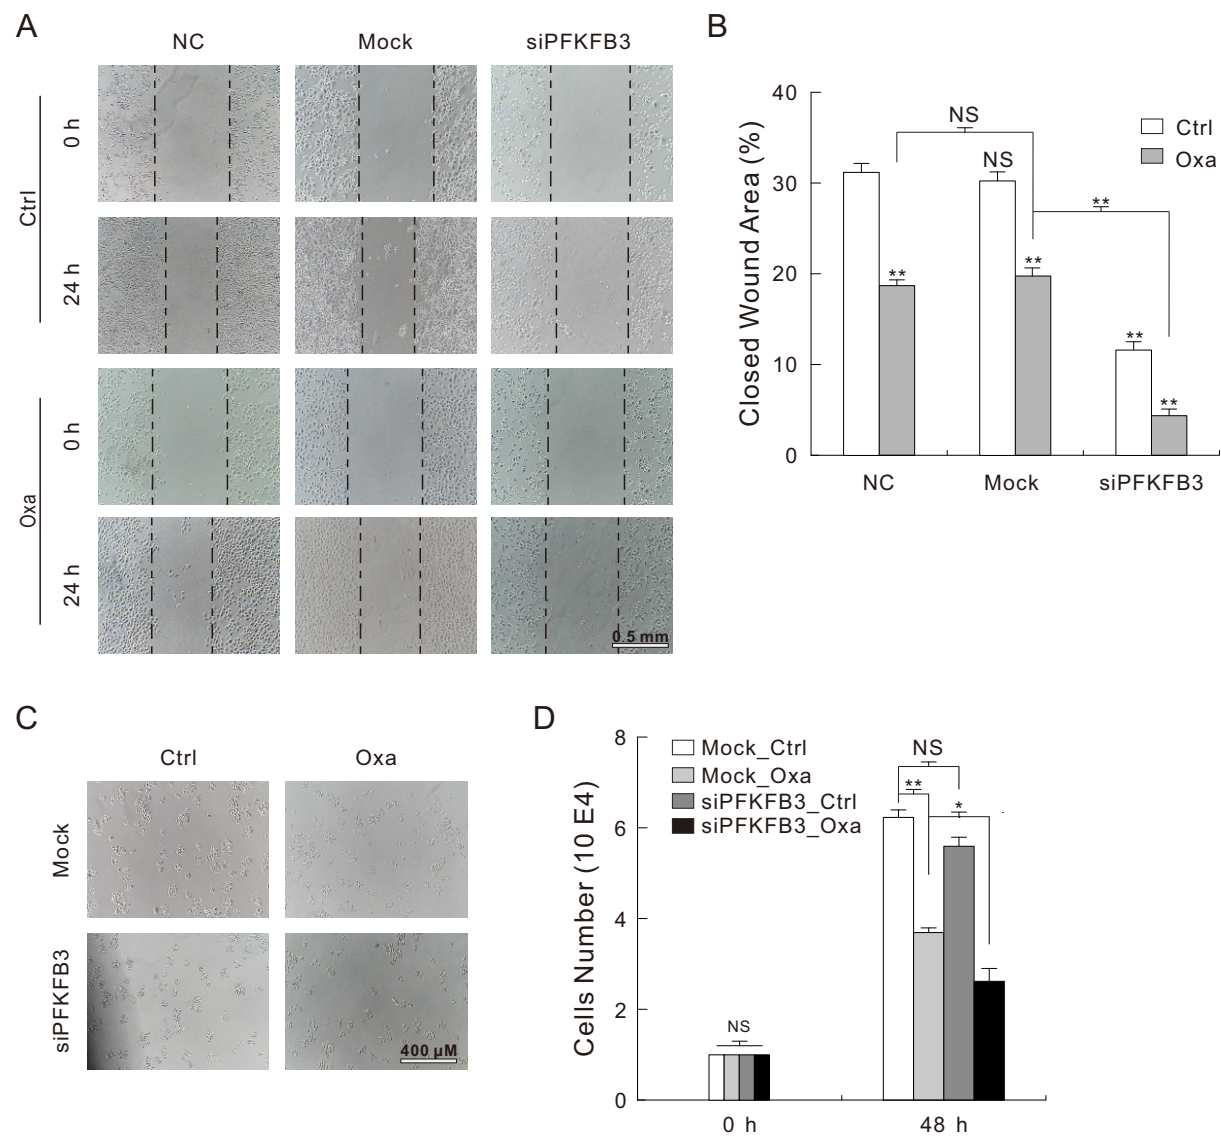 A
NC Mock siPFKFB3
Ctrl
0 h
24 h
Oxa
0 h
24 h
0.5 mm
B
Closed Wound Area (%)
40
30
20
10
0
NS
NS
**
**
**
**
**
Ctrl
Oxa
NC Mock siPFKFB3
C
Ctrl Oxa
Mock
siPFKFB3
400 µM
D
Cells Number (10 E4)
8
6
4
2
0
Mock_Ctrl
Mock_Oxa
siPFKFB3_Ctrl
siPFKFB3_Oxa
NS
**
*
NS
0 h 48 h